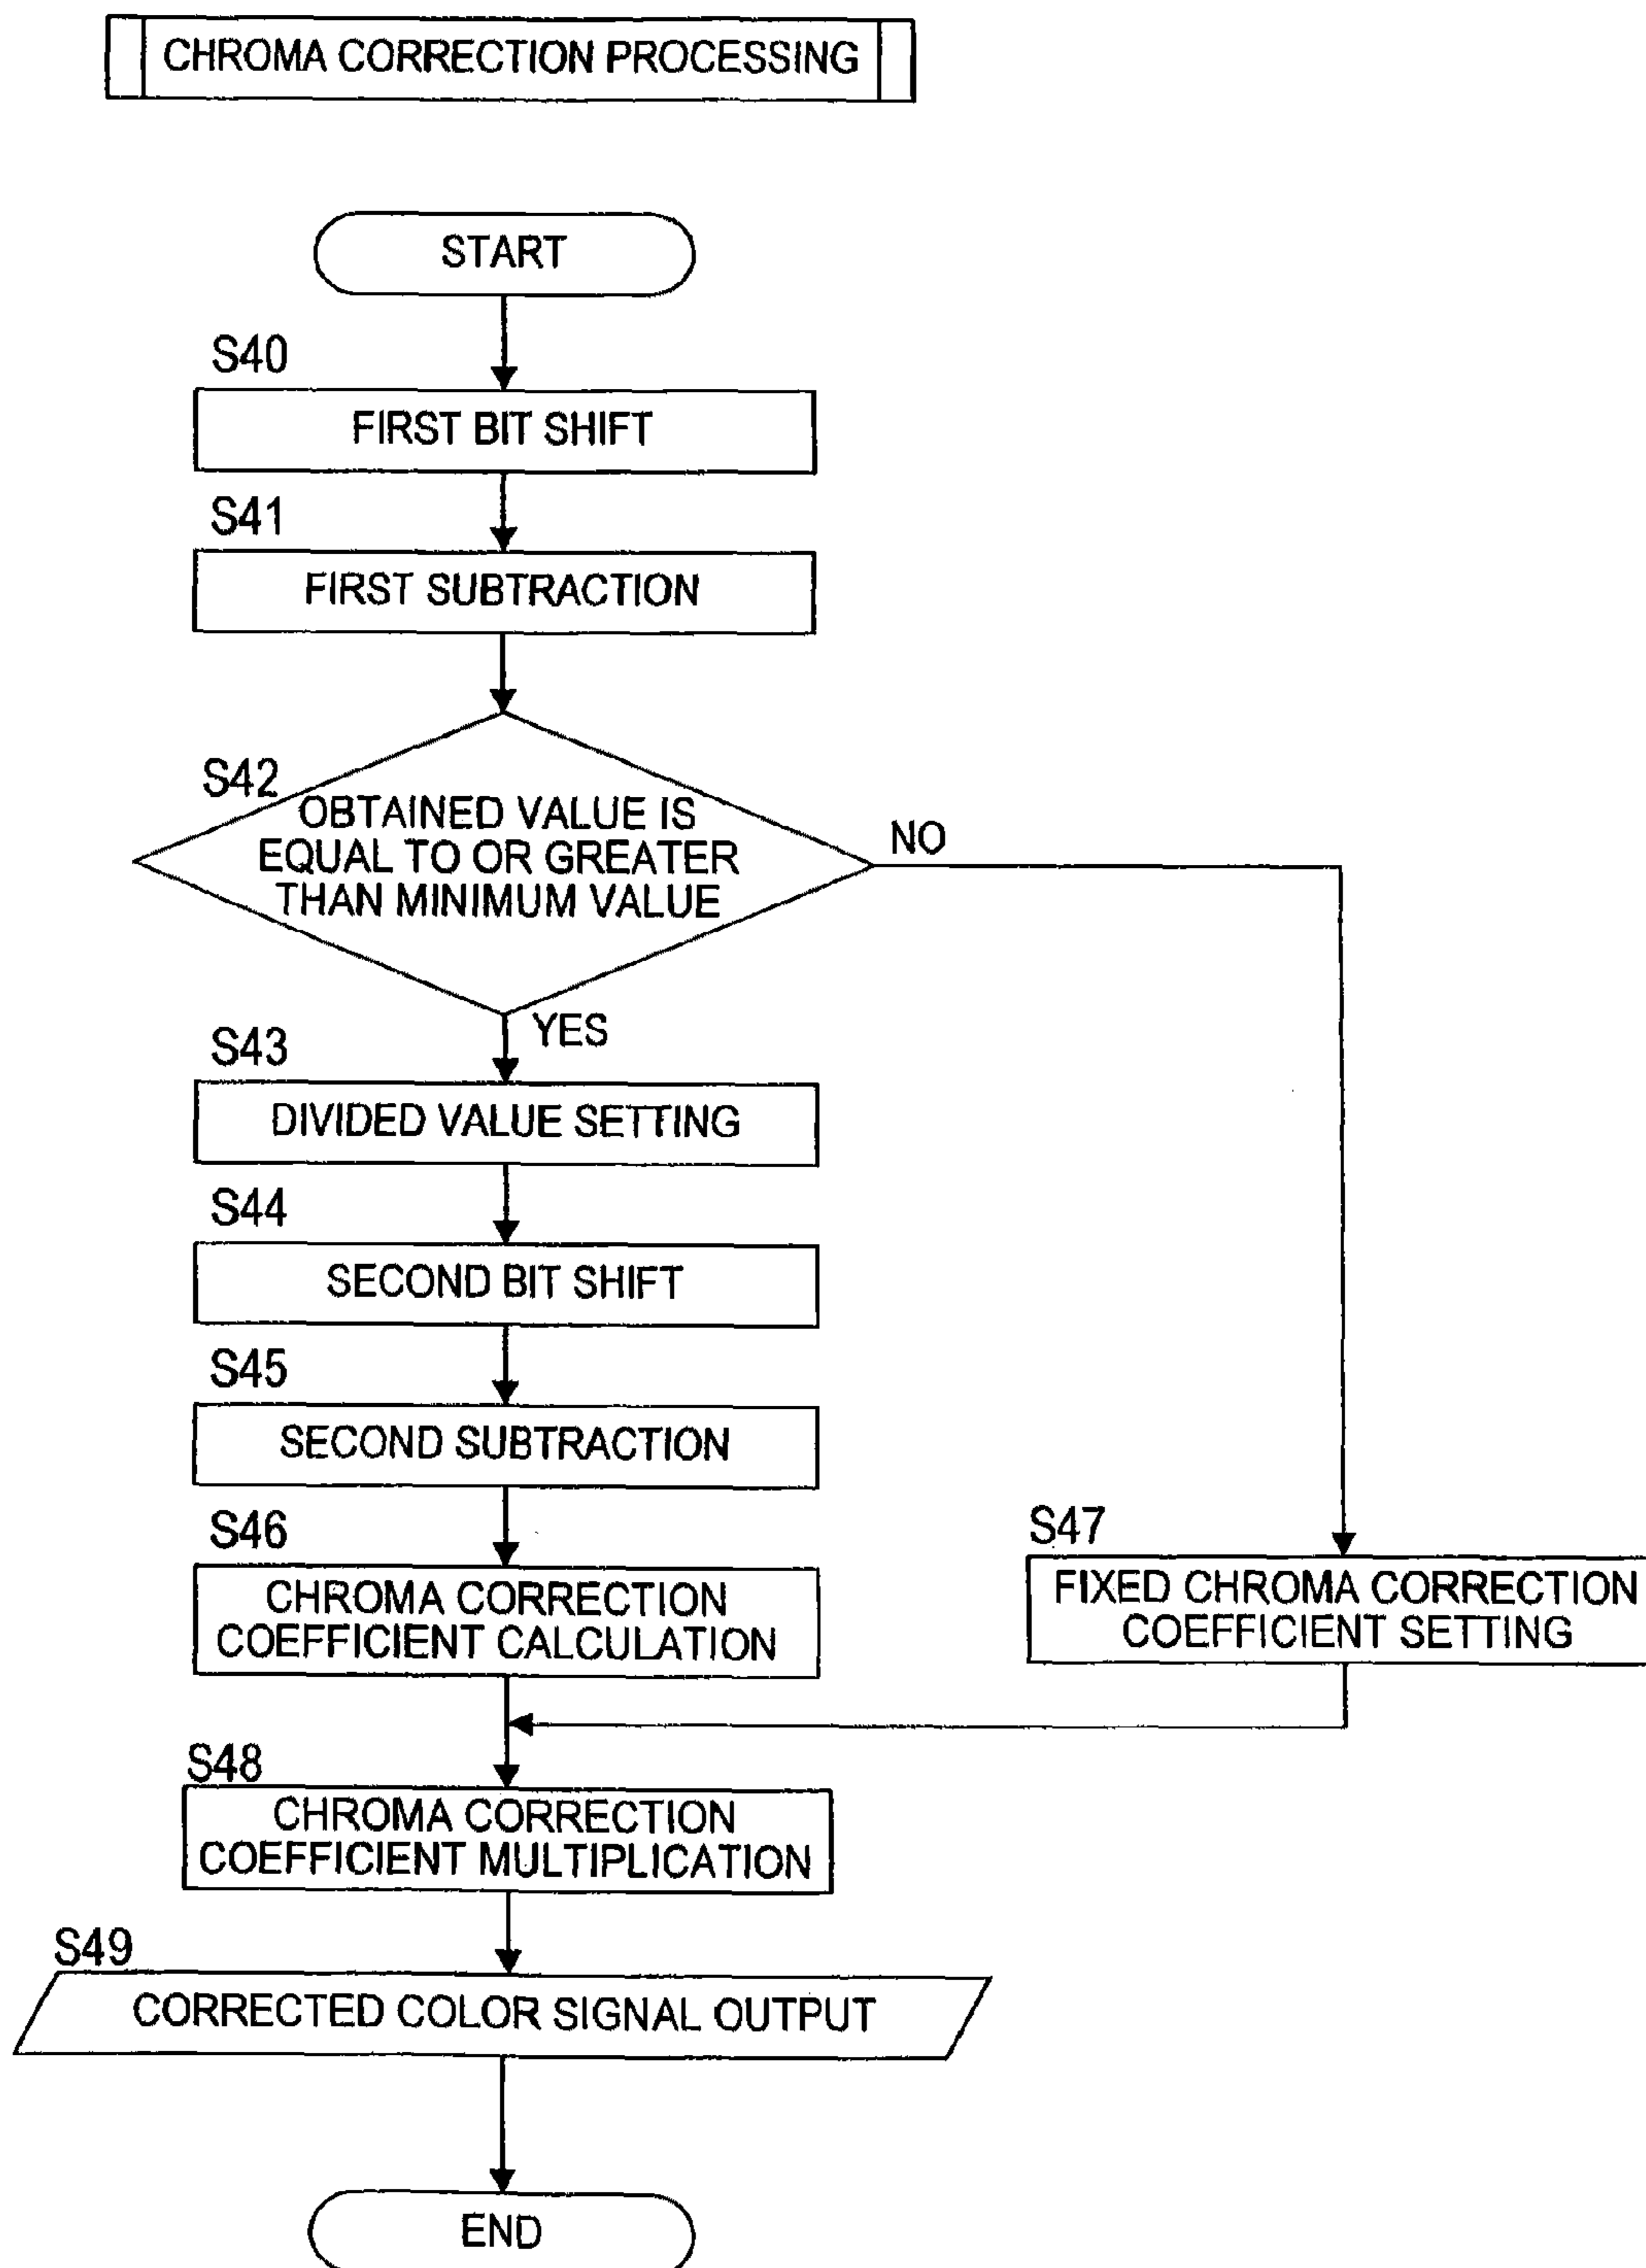 CHROMA CORRECTION PROCESSING
START
S40
FIRST BIT SHIFT
S41
FIRST SUBTRACTION
S42
OBTAINED VALUE IS
EQUAL TO OR GREATER
THAN MINIMUM VALUE
NO
YES
S43
DIVIDED VALUE SETTING
S44
SECOND BIT SHIFT
S45
SECOND SUBTRACTION
S46
CHROMA CORRECTION
COEFFICIENT CALCULATION
S47
FIXED CHROMA CORRECTION
COEFFICIENT SETTING
S48
CHROMA CORRECTION
COEFFICIENT MULTIPLICATION
S49
CORRECTED COLOR SIGNAL OUTPUT
END